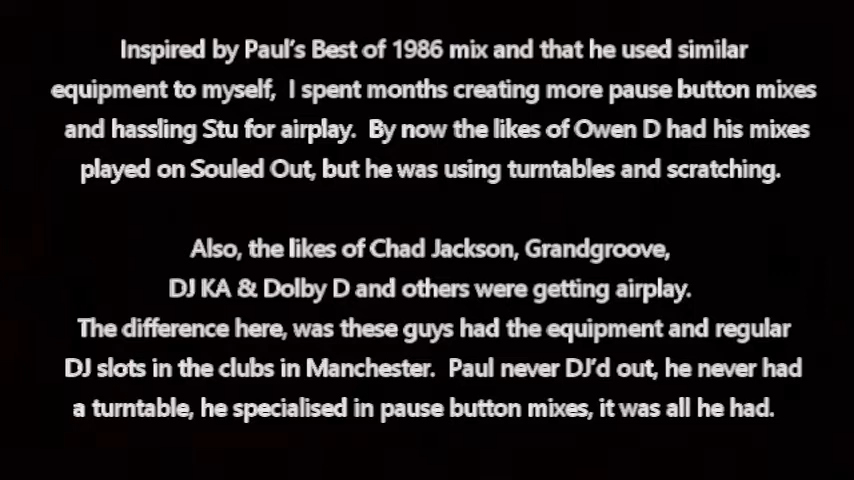 Inspired by Paul's Best of 1986 mix and that he used similar
equipment to myself,  I spent months creating more pause button mixes
and hassling Stu for airplay.  By now the likes of Owen D had his mixes
played on Souled Out, but he was using turntables and scratching.
Also, the likes of Chad Jackson, Grandgroove,
DJ KA & Dolby D and others were getting airplay.
The difference here, was these guys had the equipment and regular
DJ slots in the clubs in Manchester.  Paul never DJ'd out, he never had
a turntable, he specialised in pause button mixes, it was all he had.